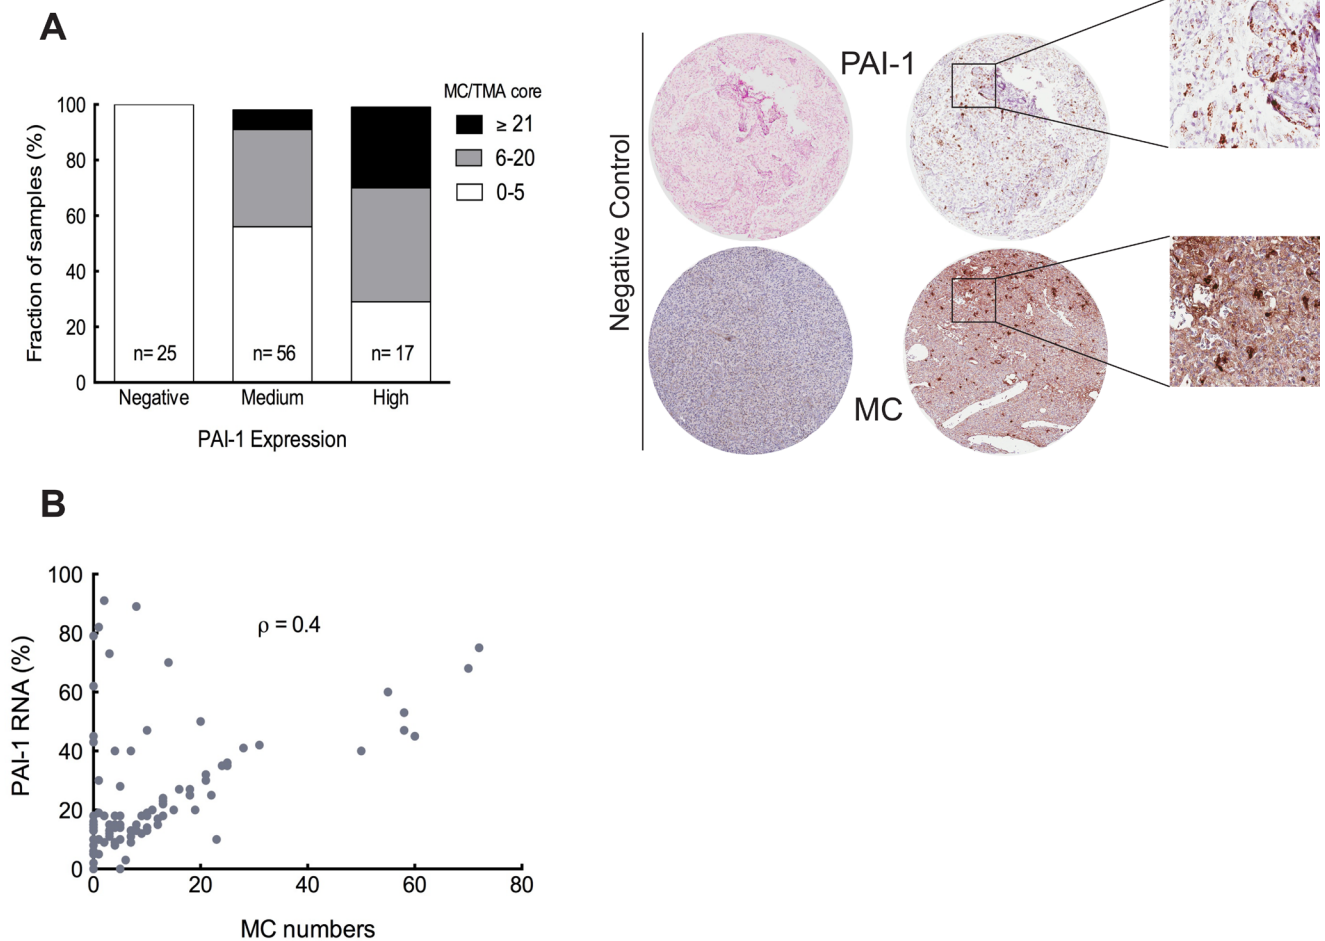 A
MC/TMA core
≥ 21
6-20
0-5
Fraction of samples (%)
100
80
60
40
20
0
n= 25
n= 56
n= 17
Negative
Medium
High
PAI-1 Expression
Negative Control
PAI-1
MC
B
PAI-1 RNA (%)
100
80
60
40
20
0
ρ = 0.4
0
20
40
60
80
MC numbers